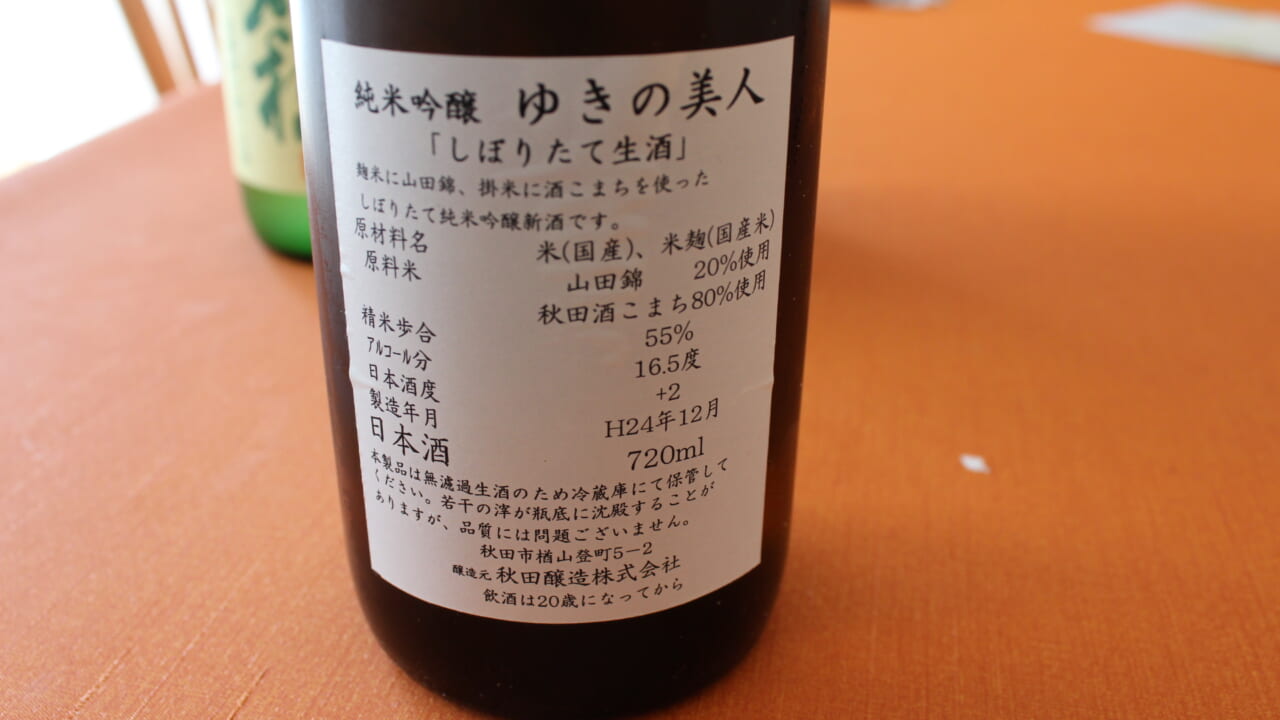 純米吟醸 ゆきの美人
「しぼりたて生酒」
麹米に山田錦、掛米に酒こまちを使った
しぼりたて純米吟醸新酒です。
原材料名 米(国産)、米麹(国産米)
原料米 山田錦 20%使用
秋田酒こまち80%使用
精米歩合 55%
アルコール分 16.5度
日本酒度 +2
製造年月 H24年12月
日本酒 720ml
本製品は無濾過生酒のため冷蔵庫にて保管して
ください。若干の滓が瓶底に沈殿することが
ありますが、品質には問題ございません。
秋田市楢山登町5-2
醸造元 秋田醸造株式会社
飲酒は20歳になってから